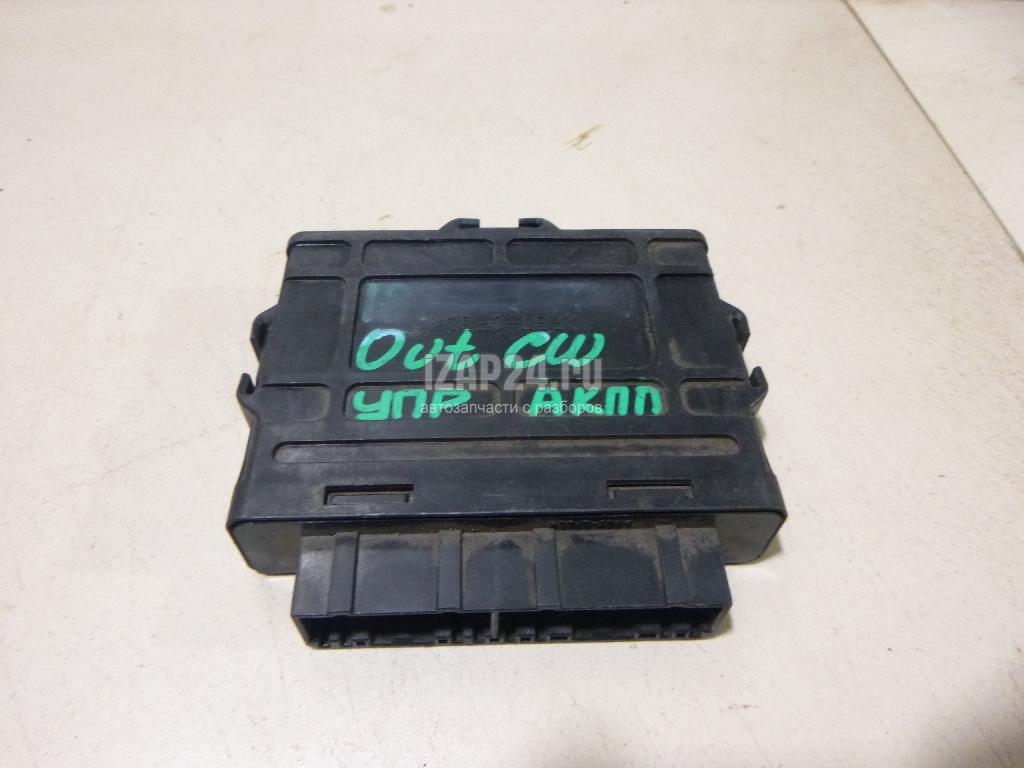 Out CW
упр АКПП
IZAP24.ru
автозапчасти с разборов